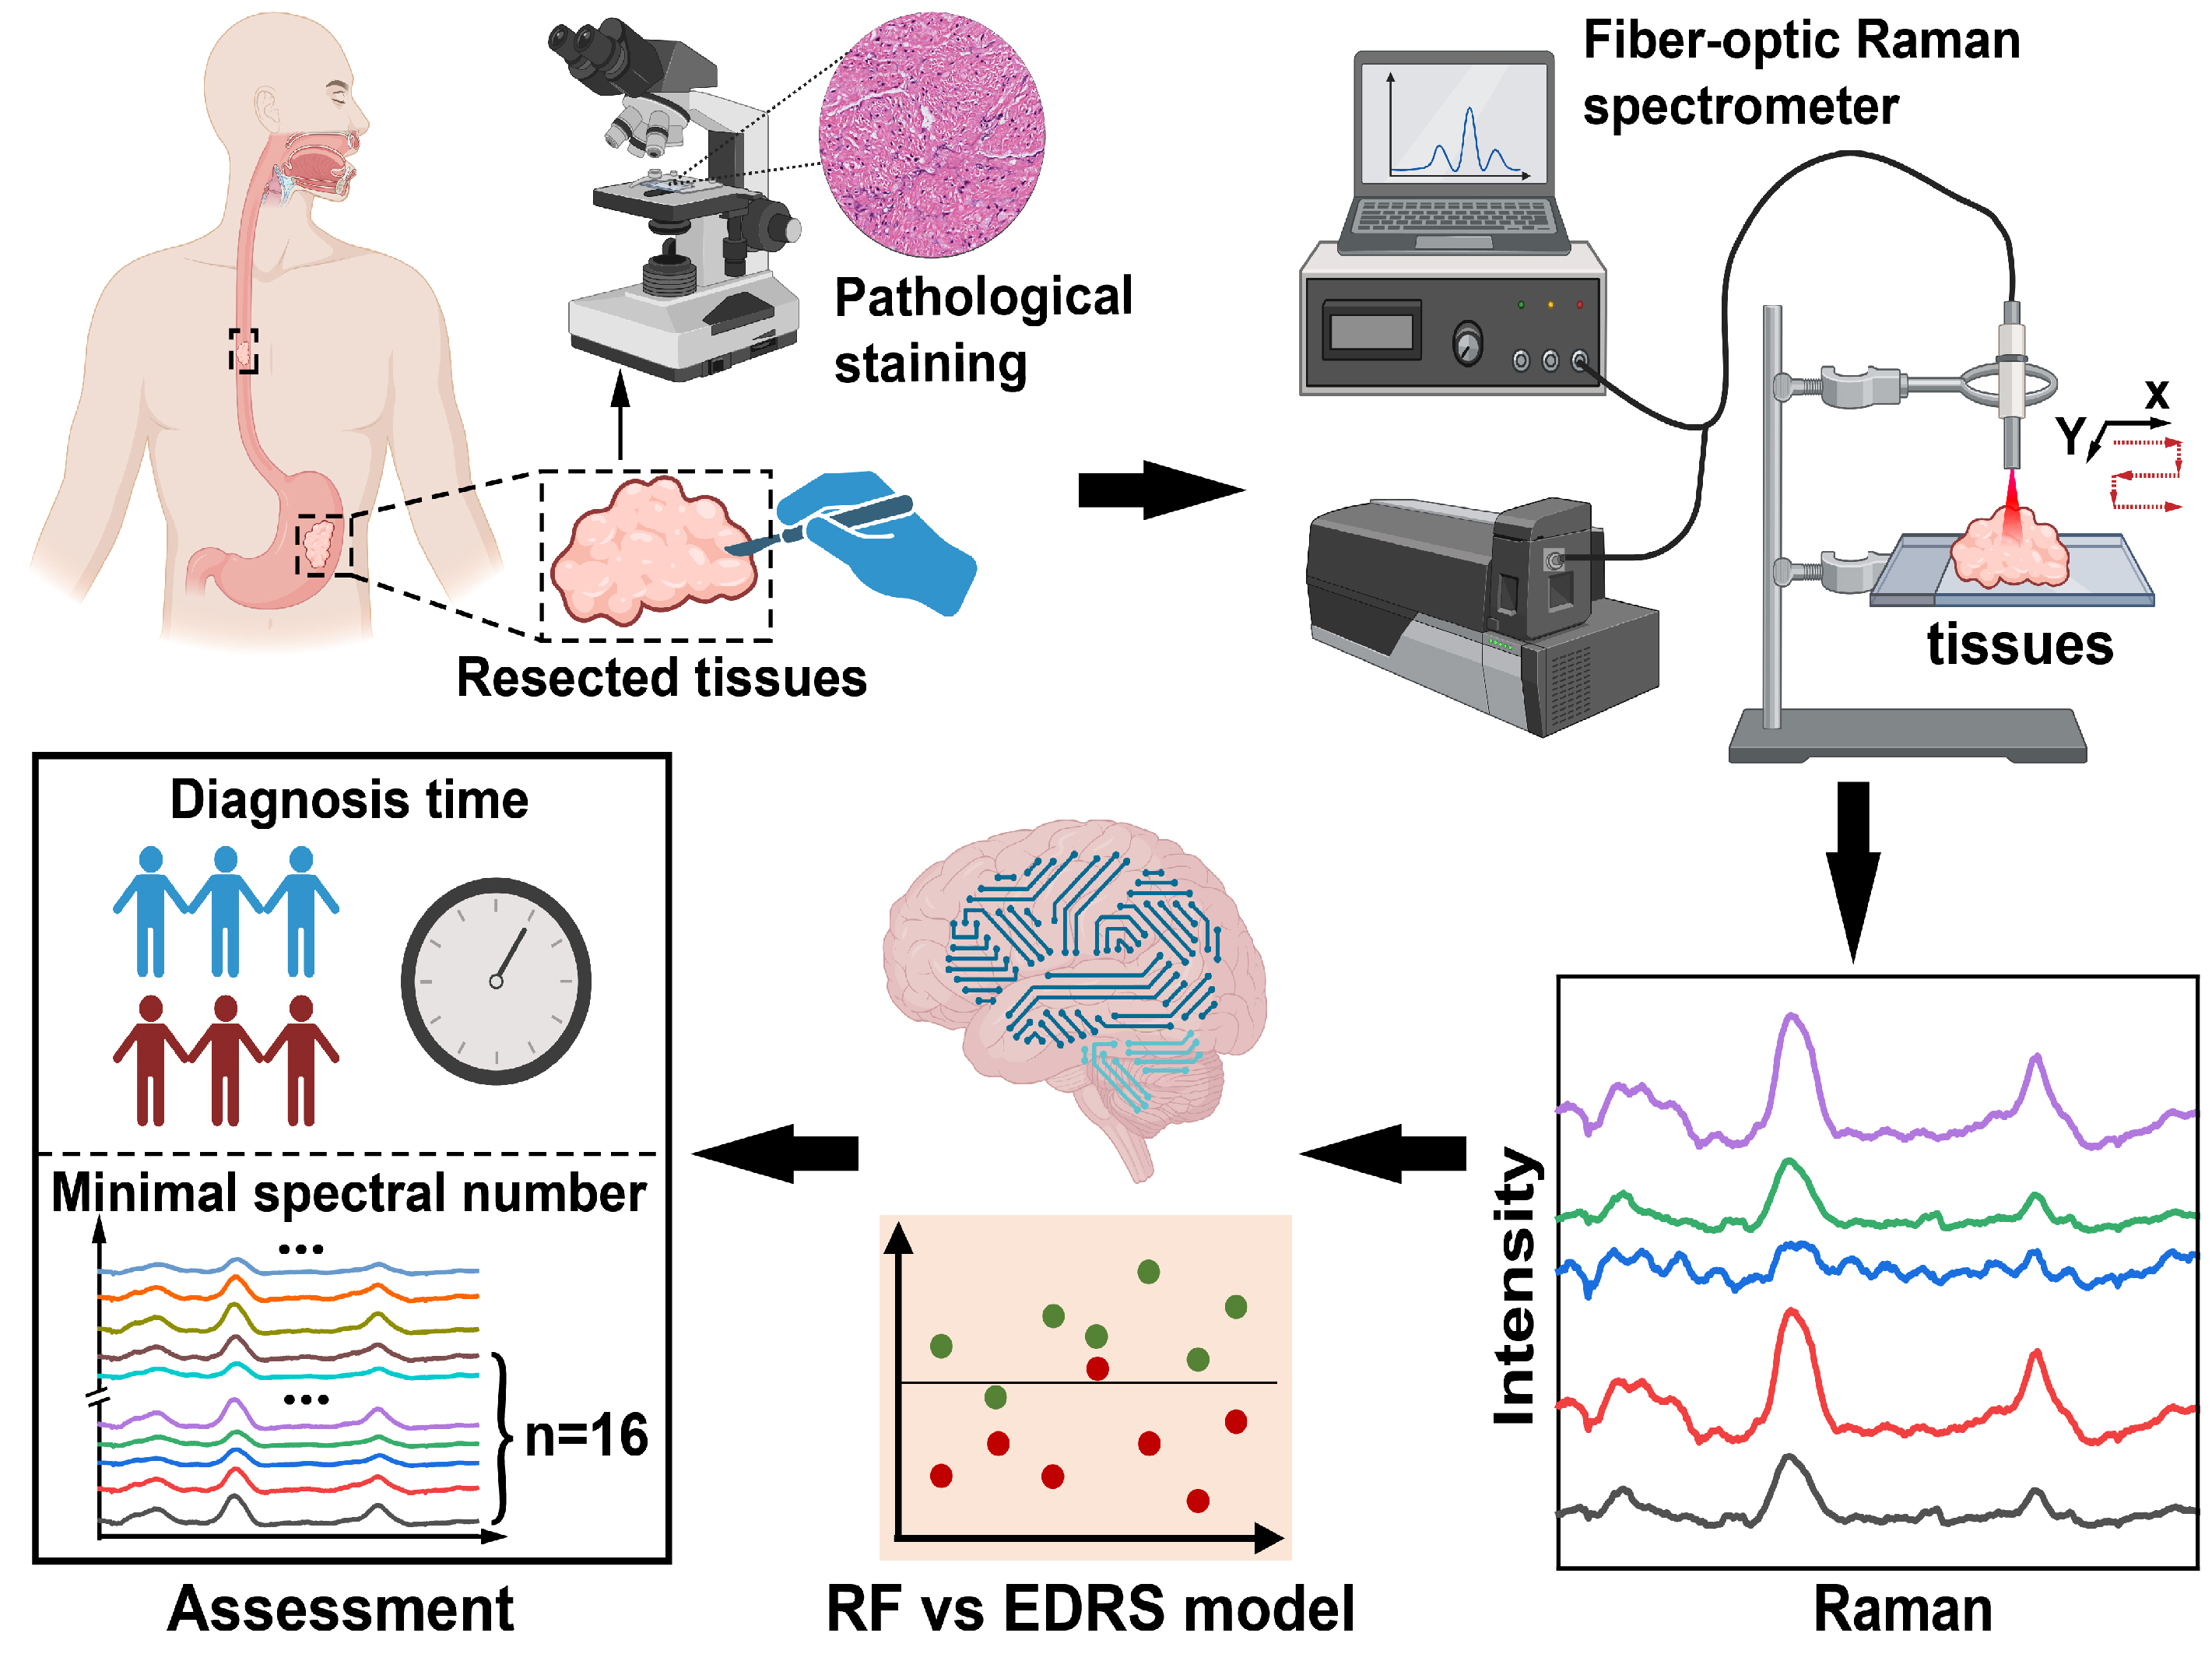 Fiber-optic Raman
spectrometer
Pathological
staining
x
Y
Resected tissues
tissues
Diagnosis time
Minimal spectral number
...
...
n=16
Intensity
Assessment
RF vs EDRS model
Raman